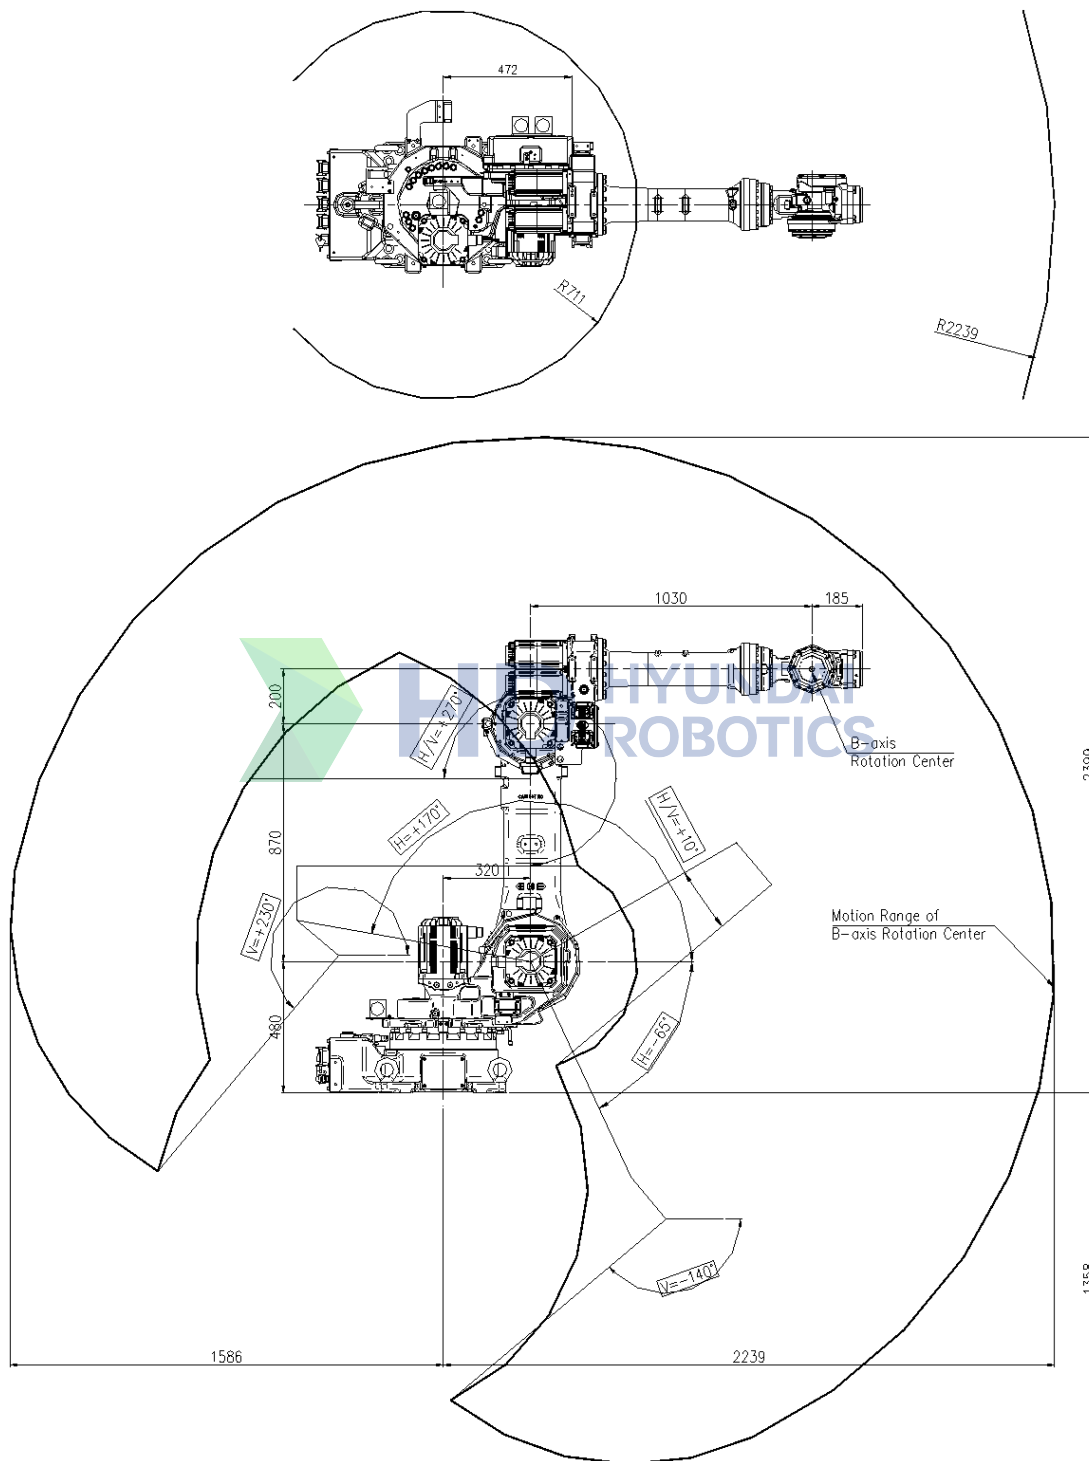 472
R711
R2239
1030
185
200
H/V=+270°
HYUNDAI
ROBOTICS
B-axis
Rotation Center
870
H=+170°
H/V=+10°
320
V=+230°
Motion Range of
B-axis Rotation Center
480
H=-65°
V=-140°
1586
2239